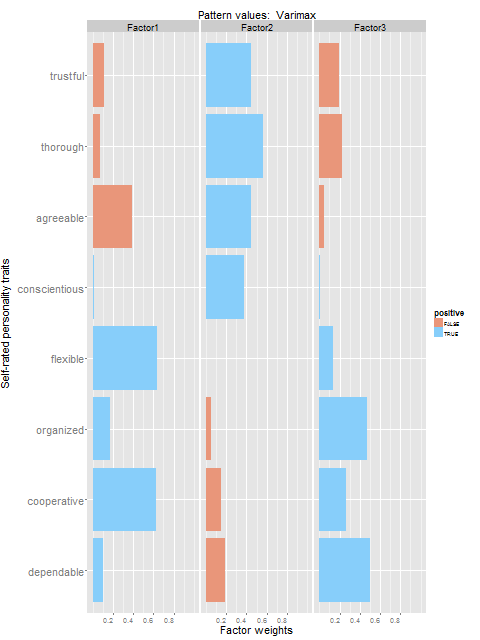 Pattern values:  Varimax
Factor1 Factor2 Factor3
trustful
thorough
agreeable
conscientious
flexible
organized
cooperative
dependable
Self-rated personality traits
positive
FALSE
TRUE
0.2 0.4 0.6 0.8 0.2 0.4 0.6 0.8 0.2 0.4 0.6 0.8
Factor weights